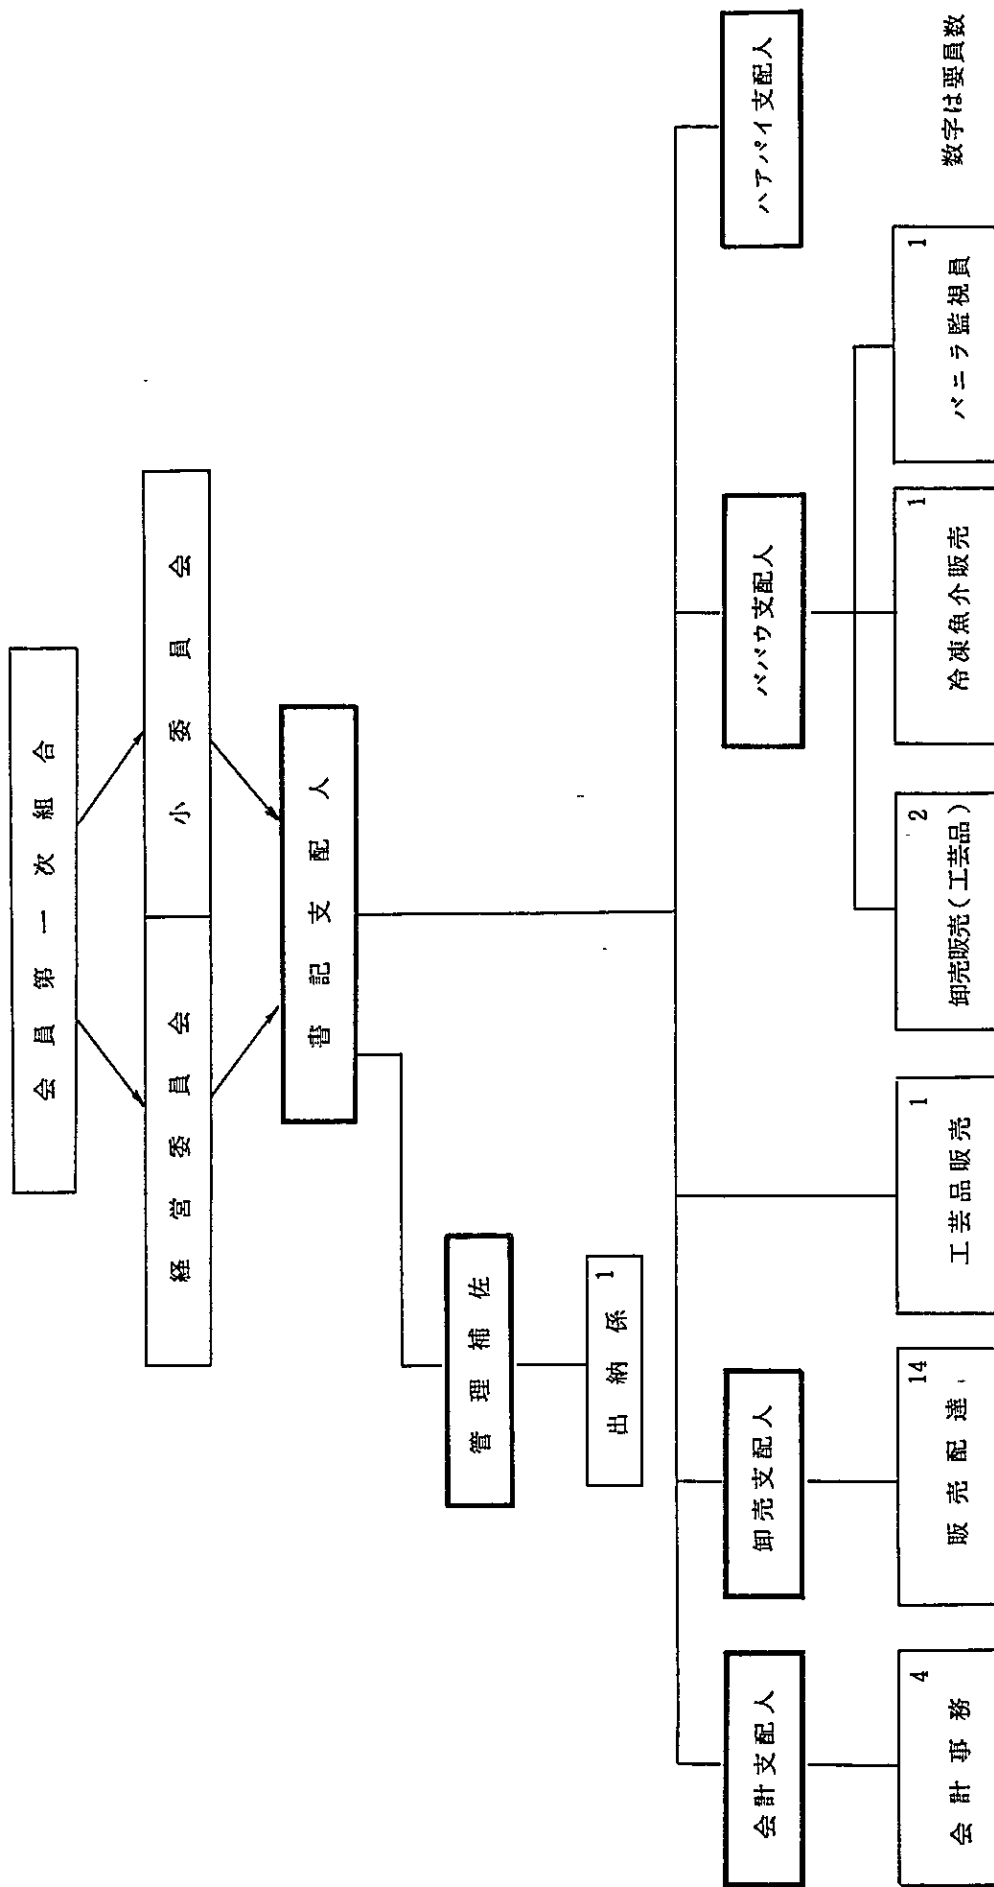 会員第一次組合
経営委員会
小委員会
書記支配人
管理補佐
出納係 1
会計支配人
卸売支配人
ババウ支配人
ハアパイ支配人
会計事務 4
販売配達 14
工芸品販売 1
卸売販売(工芸品) 2
冷凍魚介販売 1
バニラ監視員 1
数字は要員数